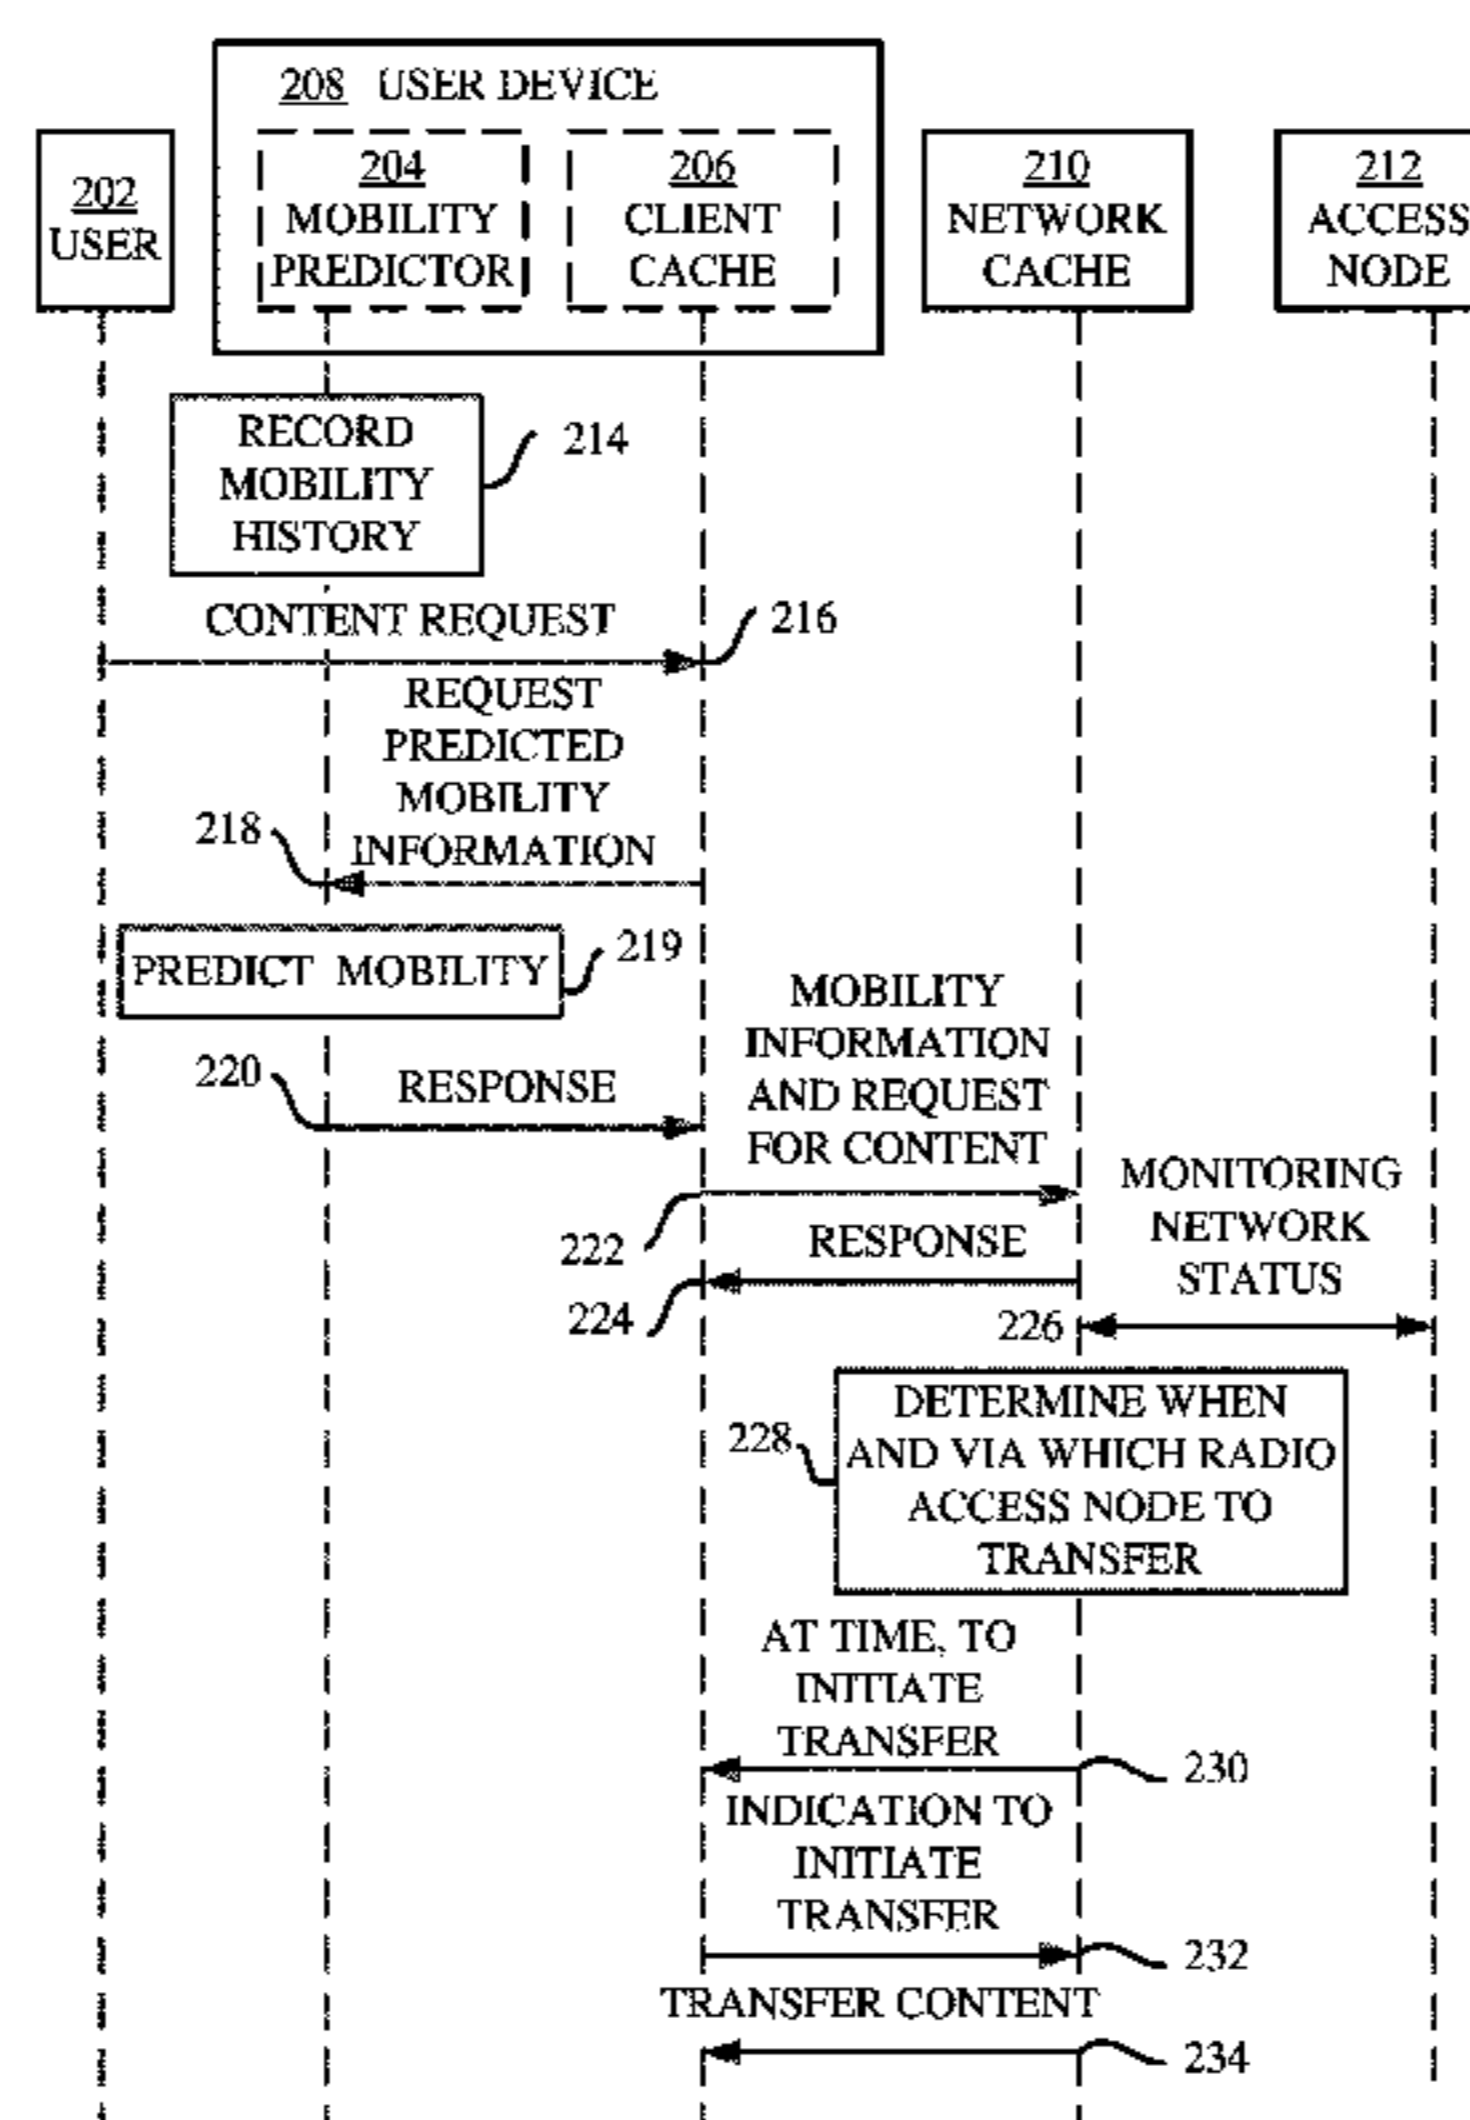 208 USER DEVICE
202
USER
204
MOBILITY
PREDICTOR
206
CLIENT
CACHE
210
NETWORK
CACHE
212
ACCESS
NODE
RECORD
MOBILITY
HISTORY
214
CONTENT REQUEST
216
REQUEST
PREDICTED
MOBILITY
INFORMATION
218
PREDICT MOBILITY
219
220
RESPONSE
MOBILITY
INFORMATION
AND REQUEST
FOR CONTENT
222
RESPONSE
224
MONITORING
NETWORK
STATUS
226
228
DETERMINE WHEN
AND VIA WHICH RADIO
ACCESS NODE TO
TRANSFER
AT TIME, TO
INITIATE
TRANSFER
230
INDICATION TO
INITIATE
TRANSFER
232
TRANSFER CONTENT
234